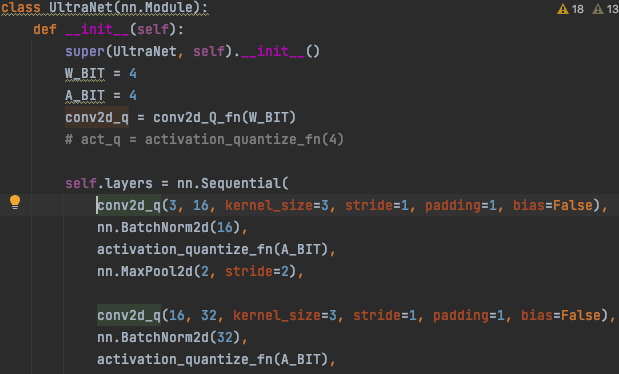 class UltraNet(nn.Module):
18 13
def __init__(self):
super(UltraNet, self).__init__()
W_BIT = 4
A_BIT = 4
conv2d_q = conv2d_Q_fn(W_BIT)
# act_q = activation_quantize_fn(4)
self.layers = nn.Sequential(
conv2d_q(3, 16, kernel_size=3, stride=1, padding=1, bias=False),
nn.BatchNorm2d(16),
activation_quantize_fn(A_BIT),
nn.MaxPool2d(2, stride=2),
conv2d_q(16, 32, kernel_size=3, stride=1, padding=1, bias=False),
nn.BatchNorm2d(32),
activation_quantize_fn(A_BIT),